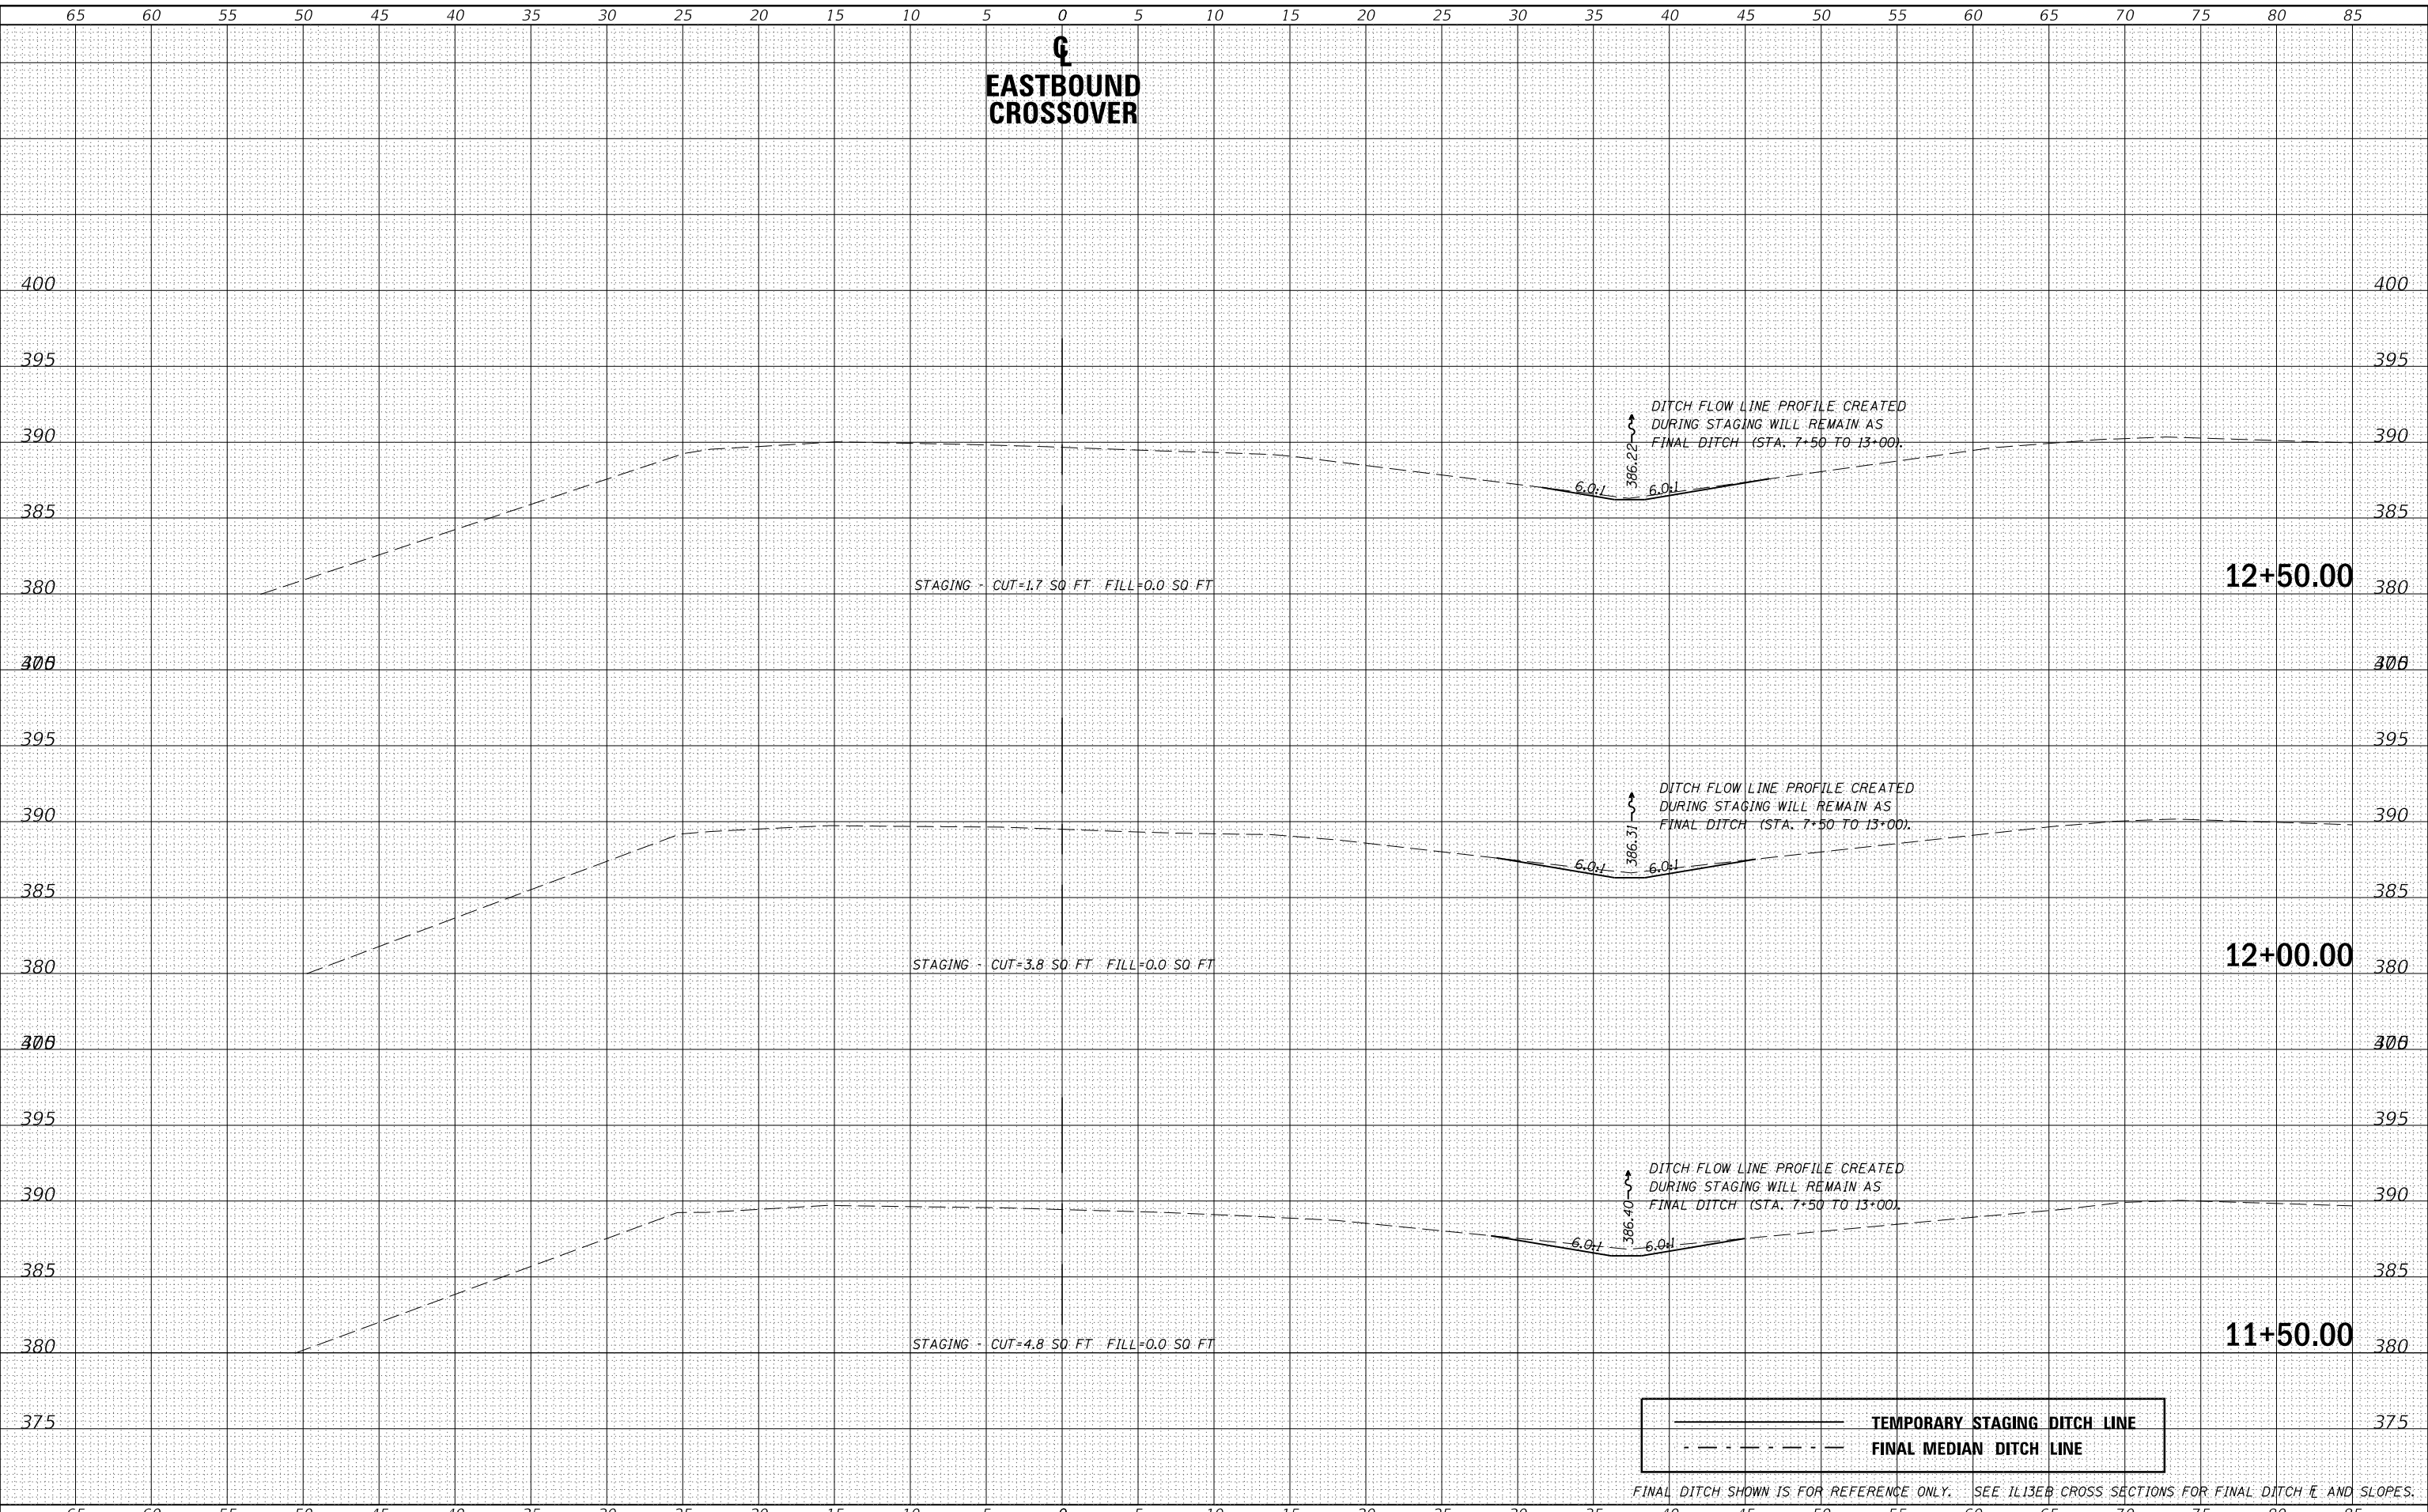 65 60 55 50 45 40 35 30 25 20 15 10 5 0 5 10 15 20 25 30 35 40 45 50 55 60 65 70 75 80 85
℄
EASTBOUND
CROSSOVER
400 400
395 395
DITCH FLOW LINE PROFILE CREATED
DURING STAGING WILL REMAIN AS
FINAL DITCH (STA. 7+50 TO 13+00).
386.22
390 390
6.0:1 6.0:1
385 385
12+50.00
STAGING - CUT=1.7 SQ FT FILL=0.0 SQ FT
380 380
395 395
DITCH FLOW LINE PROFILE CREATED
DURING STAGING WILL REMAIN AS
FINAL DITCH (STA. 7+50 TO 13+00).
386.31
390 390
6.0:1 6.0:1
385 385
12+00.00
STAGING - CUT=3.8 SQ FT FILL=0.0 SQ FT
380 380
395 395
DITCH FLOW LINE PROFILE CREATED
DURING STAGING WILL REMAIN AS
FINAL DITCH (STA. 7+50 TO 13+00).
386.40
390 390
6.0:1 6.0:1
385 385
11+50.00
STAGING - CUT=4.8 SQ FT FILL=0.0 SQ FT
380 380
375 375
TEMPORARY STAGING DITCH LINE
FINAL MEDIAN DITCH LINE
FINAL DITCH SHOWN IS FOR REFERENCE ONLY. SEE IL13EB CROSS SECTIONS FOR FINAL DITCH AND SLOPES.